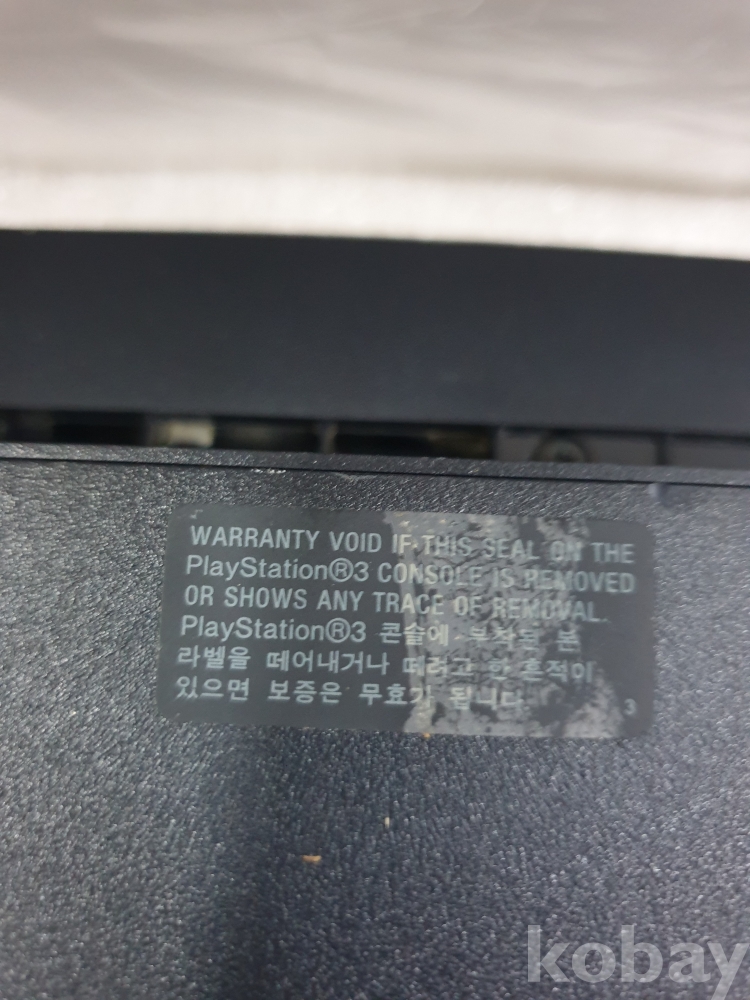 WARRANTY VOID IF THIS SEAL ON THE
PlayStation®3 CONSOLE IS REMOVED
OR SHOWS ANY TRACE OF REMOVAL.
PlayStation®3 콘솔에 부착된 본
라벨을 떼어내거나 떼려고 한 흔적이
있으면 보증은 무효가 됩니다.
3
kobay